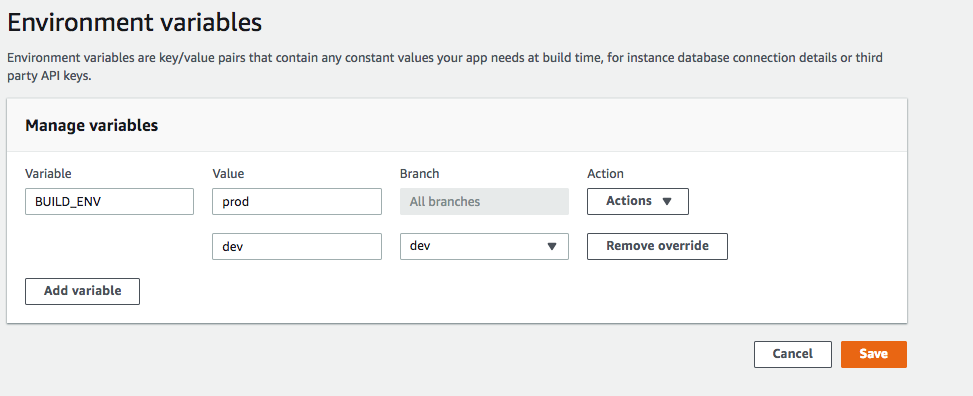 Environment variables
Environment variables are key/value pairs that contain any constant values your app needs at build time, for instance database connection details or third
party API keys.
Manage variables
Variable Value Branch Action
BUILD_ENV prod All branches Actions
dev dev Remove override
Add variable
Cancel Save